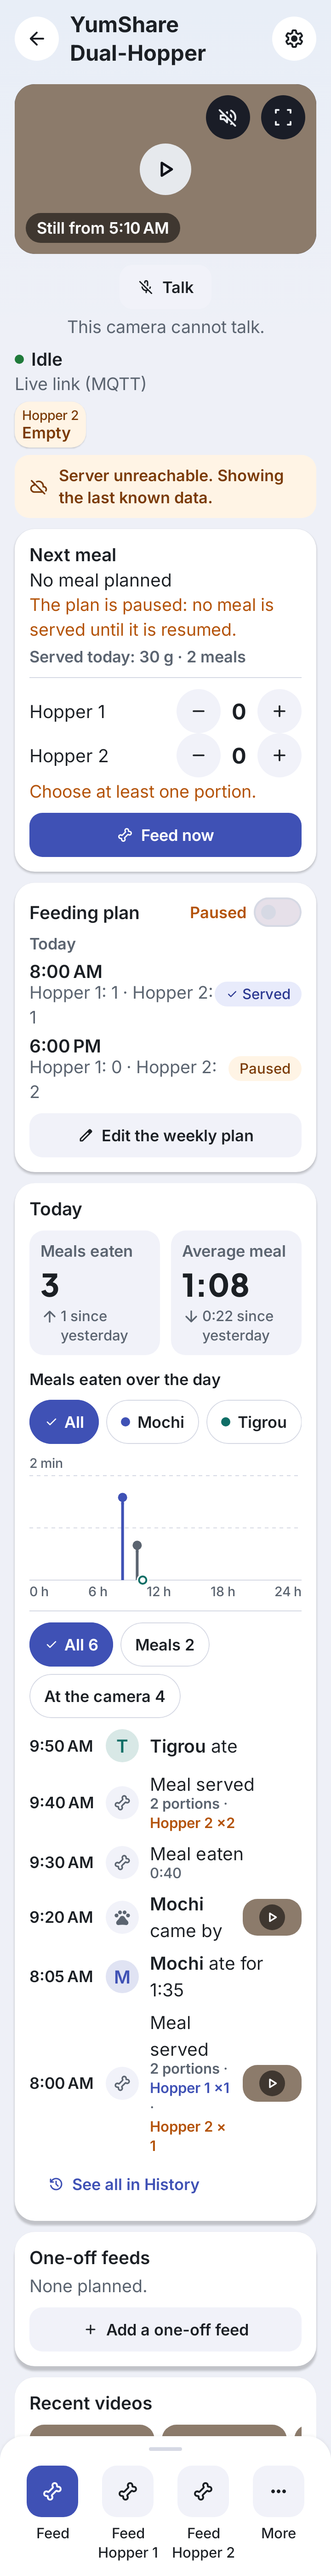 YumShare
Dual-Hopper
Still from 5:10 AM
Talk
This camera cannot talk.
Idle
Live link (MQTT)
Hopper 2
Empty
Server unreachable. Showing
the last known data.
Next meal
No meal planned
The plan is paused: no meal is
served until it is resumed.
Served today: 30 g · 2 meals
Hopper 1 − 0 +
Hopper 2 − 0 +
Choose at least one portion.
Feed now
Feeding plan Paused
Today
8:00 AM
Hopper 1: 1 · Hopper 2:
1
Served
6:00 PM
Hopper 1: 0 · Hopper 2:
2
Paused
Edit the weekly plan
Today
Meals eaten
3
↑ 1 since
yesterday
Average meal
1:08
↓ 0:22 since
yesterday
Meals eaten over the day
All Mochi Tigrou
2 min
0 h 6 h 12 h 18 h 24 h
All 6 Meals 2
At the camera 4
9:50 AM T Tigrou ate
9:40 AM Meal served
2 portions ·
Hopper 2 ×2
9:30 AM Meal eaten
0:40
9:20 AM Mochi
came by
8:05 AM M Mochi ate for
1:35
8:00 AM Meal
served
2 portions ·
Hopper 1 ×1
·
Hopper 2 ×
1
See all in History
One-off feeds
None planned.
+ Add a one-off feed
Recent videos
Feed
Feed
Hopper 1
Feed
Hopper 2
More